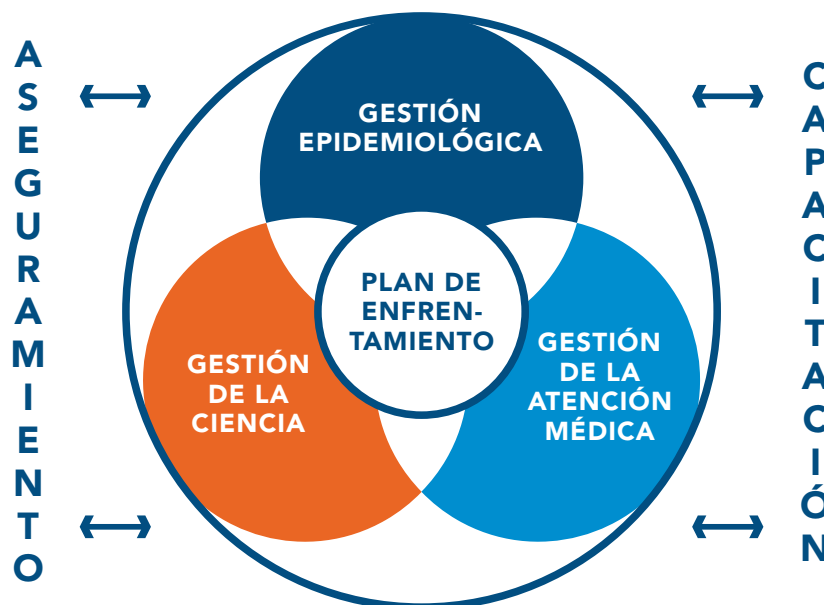 ASEGURAMIENTO
GESTIÓN
EPIDEMIOLÓGICA
PLAN DE
ENFREN-
TAMIENTO
GESTIÓN
DE LA
CIENCIA
GESTIÓN
DE LA
ATENCIÓN
MÉDICA
CAPACITACIÓN